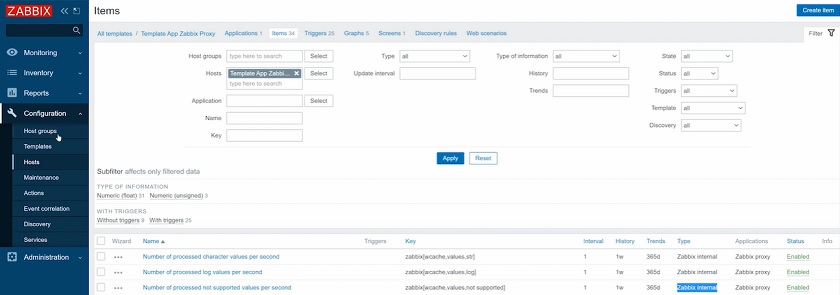 ZABBIX
Monitoring
Inventory
Reports
Configuration
Host groups
Templates
Hosts
Maintenance
Actions
Event correlation
Discovery
Services
Administration
Items
Create item
All templates / Template App Zabbix Proxy Applications 1 Items 34 Triggers 25 Graphs 5 Screens 1 Discovery rules Web scenarios
Filter
Host groups type here to search Select Type all Type of information all State all
Hosts Template App Zabbi... Select Update interval History Status all
type here to search
Trends Triggers all
Application Select
Template all
Name
Discovery all
Key
Apply Reset
Subfilter affects only filtered data
TYPE OF INFORMATION
Numeric (float) 31 Numeric (unsigned) 3
WITH TRIGGERS
Without triggers 9 With triggers 25
Wizard Name Triggers Key Interval History Trends Type Applications Status Info
Number of processed character values per second zabbix[wcache,values,str] 1 1w 365d Zabbix internal Zabbix proxy Enabled
Number of processed log values per second zabbix[wcache,values,log] 1 1w 365d Zabbix internal Zabbix proxy Enabled
Number of processed not supported values per second zabbix[wcache,values,not supported] 1 1w 365d Zabbix internal Zabbix proxy Enabled